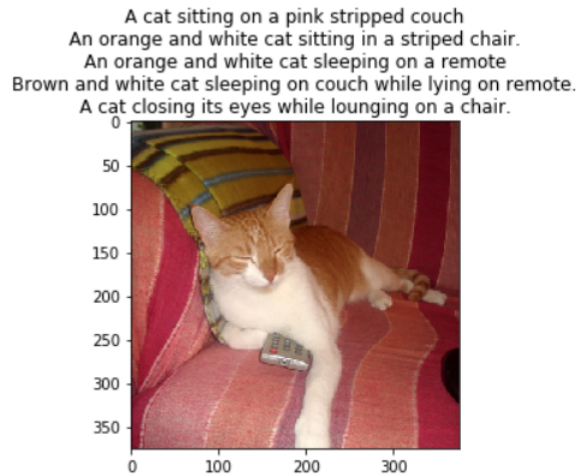 A cat sitting on a pink stripped couch
An orange and white cat sitting in a striped chair.
An orange and white cat sleeping on a remote
Brown and white cat sleeping on couch while lying on remote.
A cat closing its eyes while lounging on a chair.
0
50
100
150
200
250
300
350
0 100 200 300